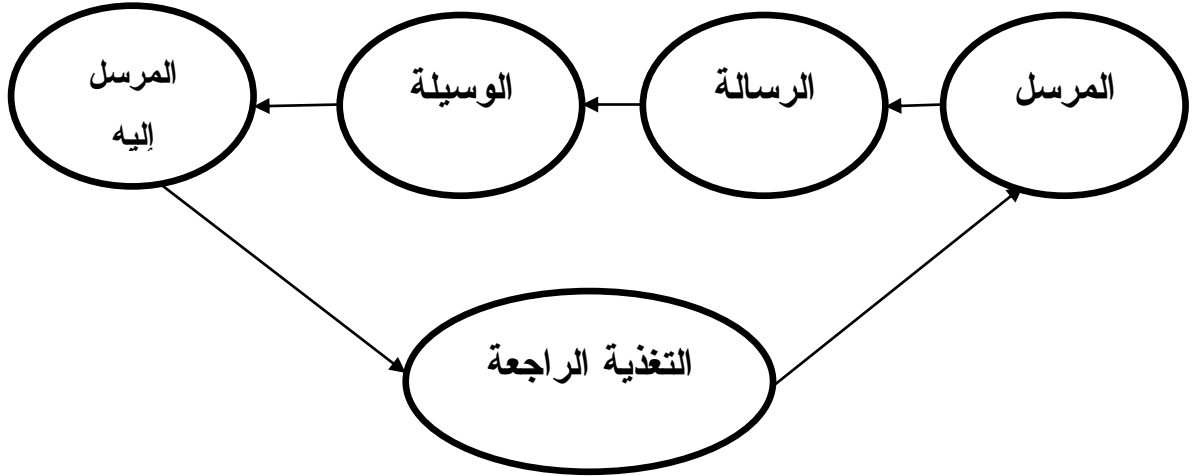 المرسل
الرسالة
الوسيلة
المرسل
إليه
التغذية الراجعة